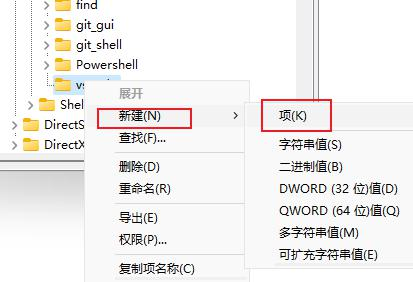 find
git_gui
git_shell
Powershell
展开
新建(N)
查找(F)...
删除(D)
重命名(R)
导出(E)
权限(P)...
复制项名称(C)
项(K)
字符串值(S)
二进制值(B)
DWORD (32 位)值(D)
QWORD (64 位)值(Q)
多字符串值(M)
可扩充字符串值(E)
Shel
DirectS
DirectX